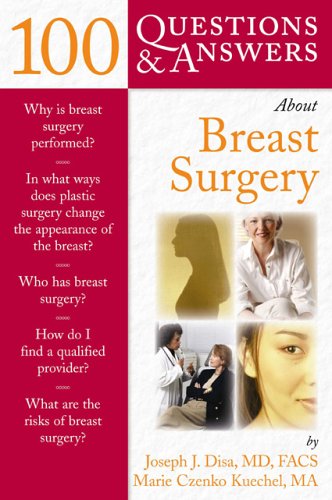 100 QUESTIONS
& ANSWERS
About
Breast
Surgery
Why is breast
surgery
performed?
In what ways
does plastic
surgery change
the appearance of
the breast?
Who has breast
surgery?
How do I
find a qualified
provider?
What are the
risks of breast
surgery?
by
Joseph J. Disa, MD, FACS
Marie Czenko Kuechel, MA